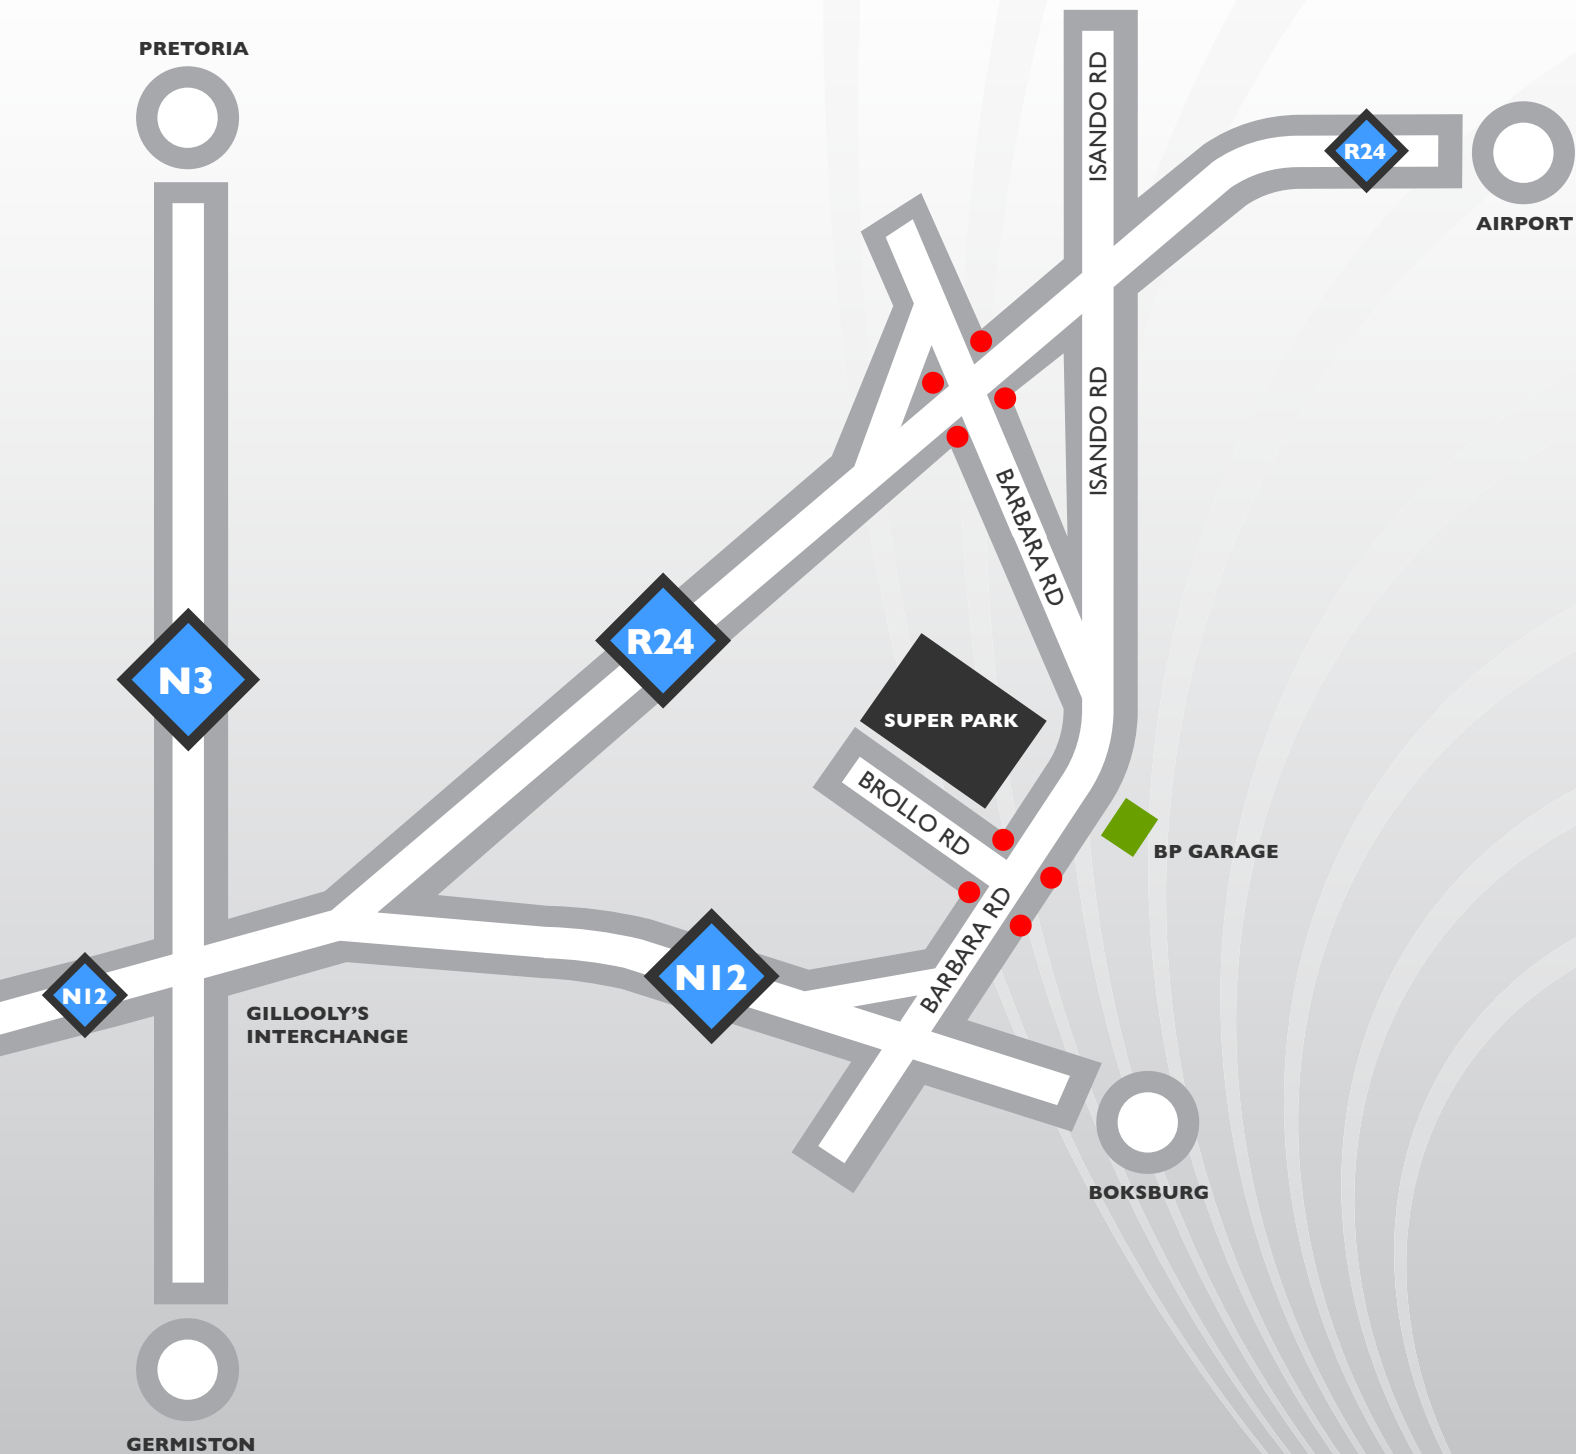 PRETORIA
ISANDO RD
R24
AIRPORT
ISANDO RD
BARBARA RD
R24
N3
SUPER PARK
BROLLO RD
BP GARAGE
BARBARA RD
N12
N12
GILLOOLY'S
INTERCHANGE
BOKSBURG
GERMISTON